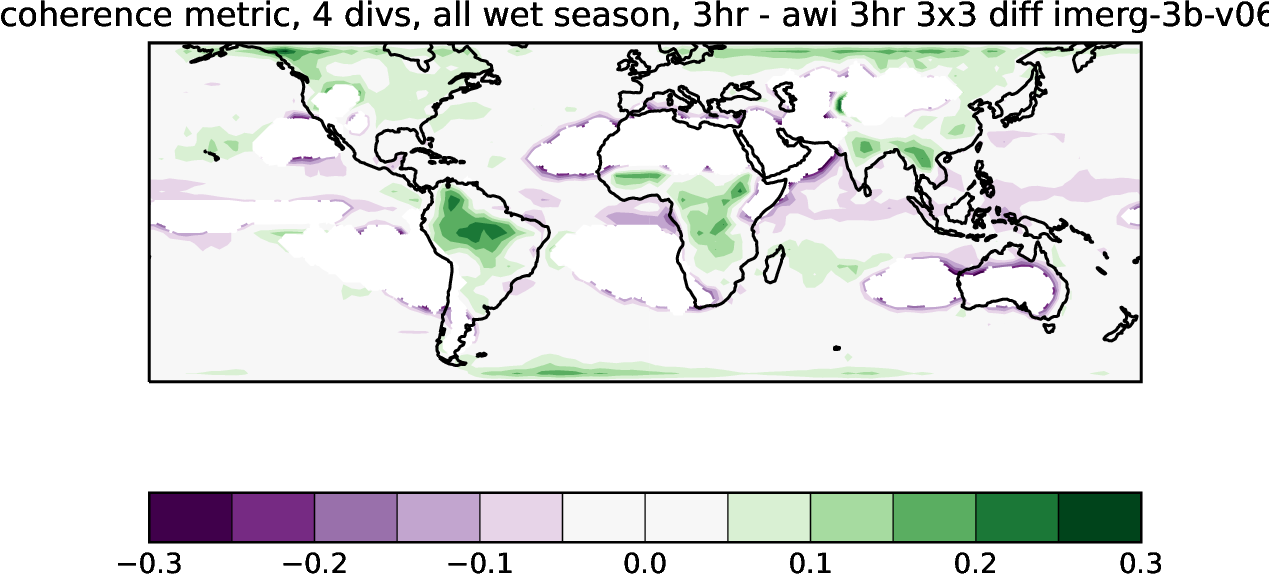 coherence metric, 4 divs, all wet season, 3hr - awi 3hr 3x3 diff imerg-3b-v06
−0.3 −0.2 −0.1 0.0 0.1 0.2 0.3